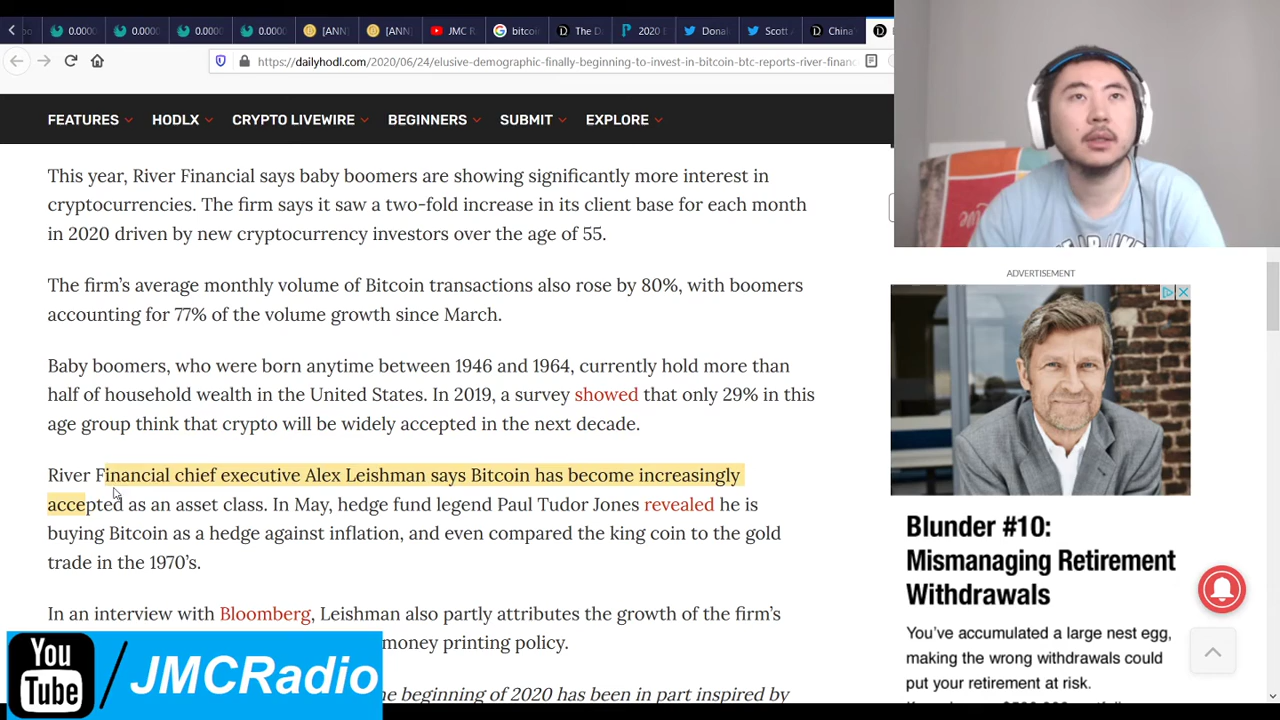 0.0000
0.0000
0.0000
0.0000
[ANN]
[ANN]
JMC R
bitcoi
The Da
2020
Donal
Scott
China'
https://dailyhodl.com/2020/06/24/elusive-demographic-finally-beginning-to-invest-in-bitcoin-btc-reports-river-financ
FEATURES HODLX CRYPTO LIVEWIRE BEGINNERS SUBMIT EXPLORE
This year, River Financial says baby boomers are showing significantly more interest in
cryptocurrencies. The firm says it saw a two-fold increase in its client base for each month
in 2020 driven by new cryptocurrency investors over the age of 55.
The firm's average monthly volume of Bitcoin transactions also rose by 80%, with boomers
accounting for 77% of the volume growth since March.
Baby boomers, who were born anytime between 1946 and 1964, currently hold more than
half of household wealth in the United States. In 2019, a survey showed that only 29% in this
age group think that crypto will be widely accepted in the next decade.
River Financial chief executive Alex Leishman says Bitcoin has become increasingly
accepted as an asset class. In May, hedge fund legend Paul Tudor Jones revealed he is
buying Bitcoin as a hedge against inflation, and even compared the king coin to the gold
trade in the 1970's.
In an interview with Bloomberg, Leishman also partly attributes the growth of the firm's
money printing policy.
beginning of 2020 has been in part inspired by
You
Tube
/JMCRadio
ADVERTISEMENT
Blunder #10:
Mismanaging Retirement
Withdrawals
You've accumulated a large nest egg,
making the wrong withdrawals could
put your retirement at risk.